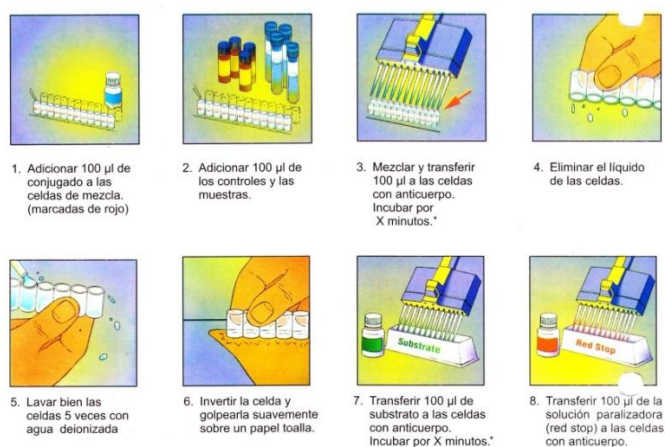 1. Adicionar 100 µl de
conjugado a las
celdas de mezcla.
(marcadas de rojo)
2. Adicionar 100 µl de
los controles y las
muestras.
3. Mezclar y transferir
100 µl a las celdas
con anticuerpo.
Incubar por
X minutos.*
4. Eliminar el líquido
de las celdas.
Substrate
Red Stop
5. Lavar bien las
celdas 5 veces con
agua deionizada
6. Invertir la celda y
golpearla suavemente
sobre un papel toalla.
7. Transferir 100 µl de
substrato a las celdas
con anticuerpo.
Incubar por X minutos.*
8. Transferir 100 µl de la
solución paralizadora
(red stop) a las celdas
con anticuerpo.